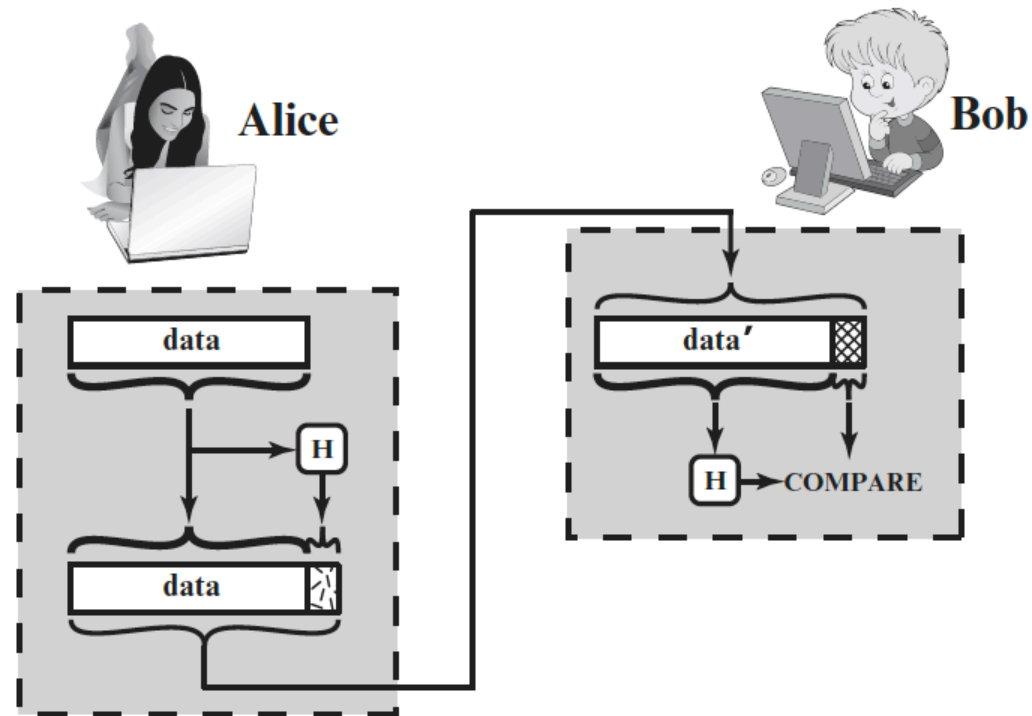 Alice
Bob
data
H
data
data′
H
COMPARE